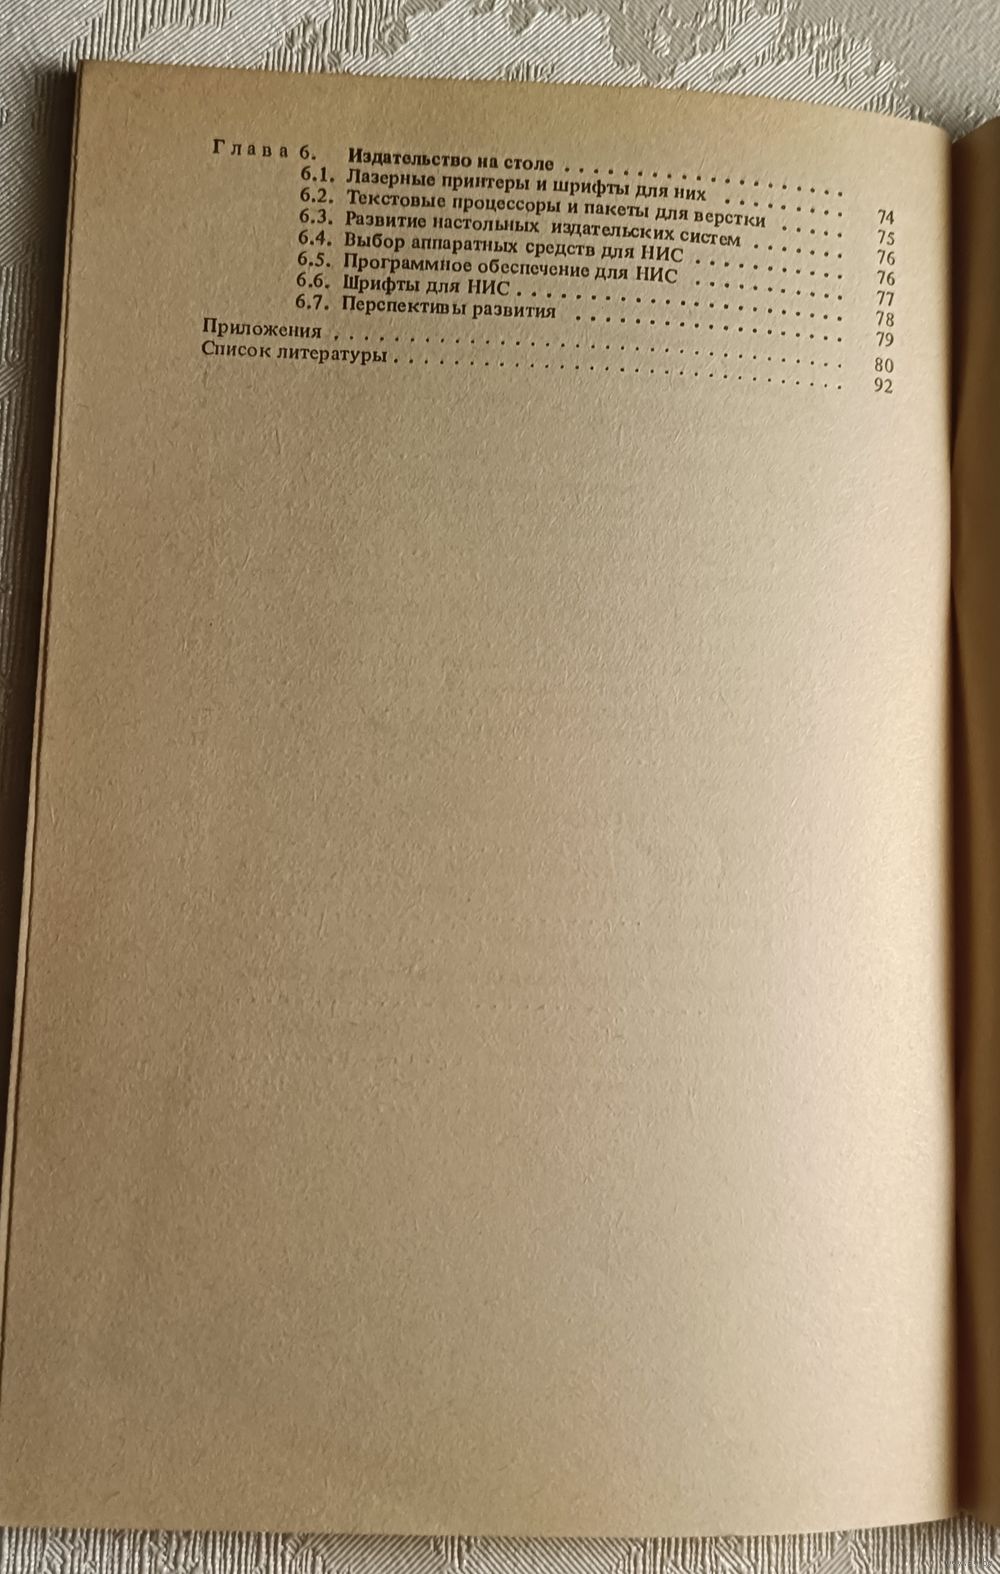 Глава 6. Издательство на столе . . . . . . . . . . . . . . . . . . .
6.1. Лазерные принтеры и шрифты для них . . . . . . . . . 74
6.2. Текстовые процессоры и пакеты для верстки . . . . . 75
6.3. Развитие настольных издательских систем . . . . . . 76
6.4. Выбор аппаратных средств для НИС . . . . . . . . . . 76
6.5. Программное обеспечение для НИС . . . . . . . . . . 77
6.6. Шрифты для НИС . . . . . . . . . . . . . . . . . . . . . . 78
6.7. Перспективы развития . . . . . . . . . . . . . . . . . . 79
Приложения . . . . . . . . . . . . . . . . . . . . . . . . . . . . . . . . . 80
Список литературы . . . . . . . . . . . . . . . . . . . . . . . . . . . . . 92